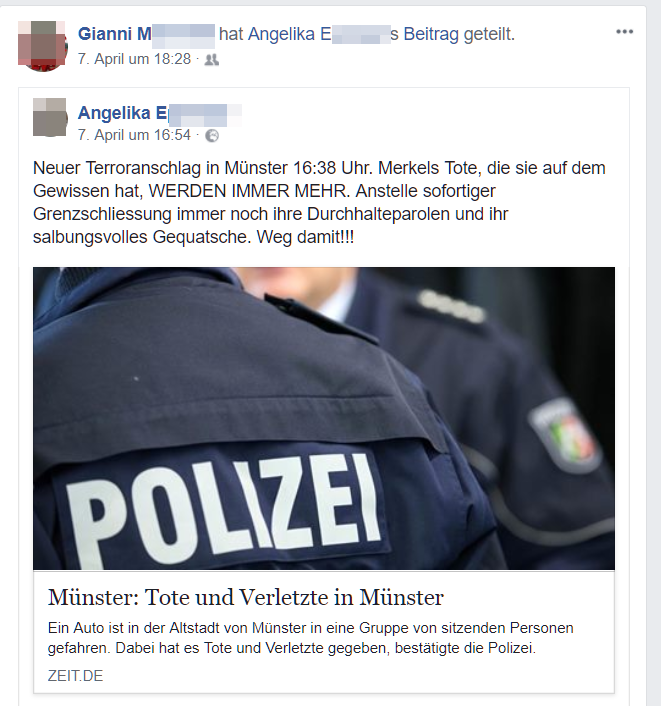 Gianni M hat Angelika E s Beitrag geteilt.
7. April um 18:28 ·
Angelika E
7. April um 16:54 ·
Neuer Terroranschlag in Münster 16:38 Uhr. Merkels Tote, die sie auf dem
Gewissen hat, WERDEN IMMER MEHR. Anstelle sofortiger
Grenzschliessung immer noch ihre Durchhalteparolen und ihr
salbungsvolles Gequatsche. Weg damit!!!
POLIZEI
Münster: Tote und Verletzte in Münster
Ein Auto ist in der Altstadt von Münster in eine Gruppe von sitzenden Personen
gefahren. Dabei hat es Tote und Verletzte gegeben, bestätigte die Polizei.
ZEIT.DE